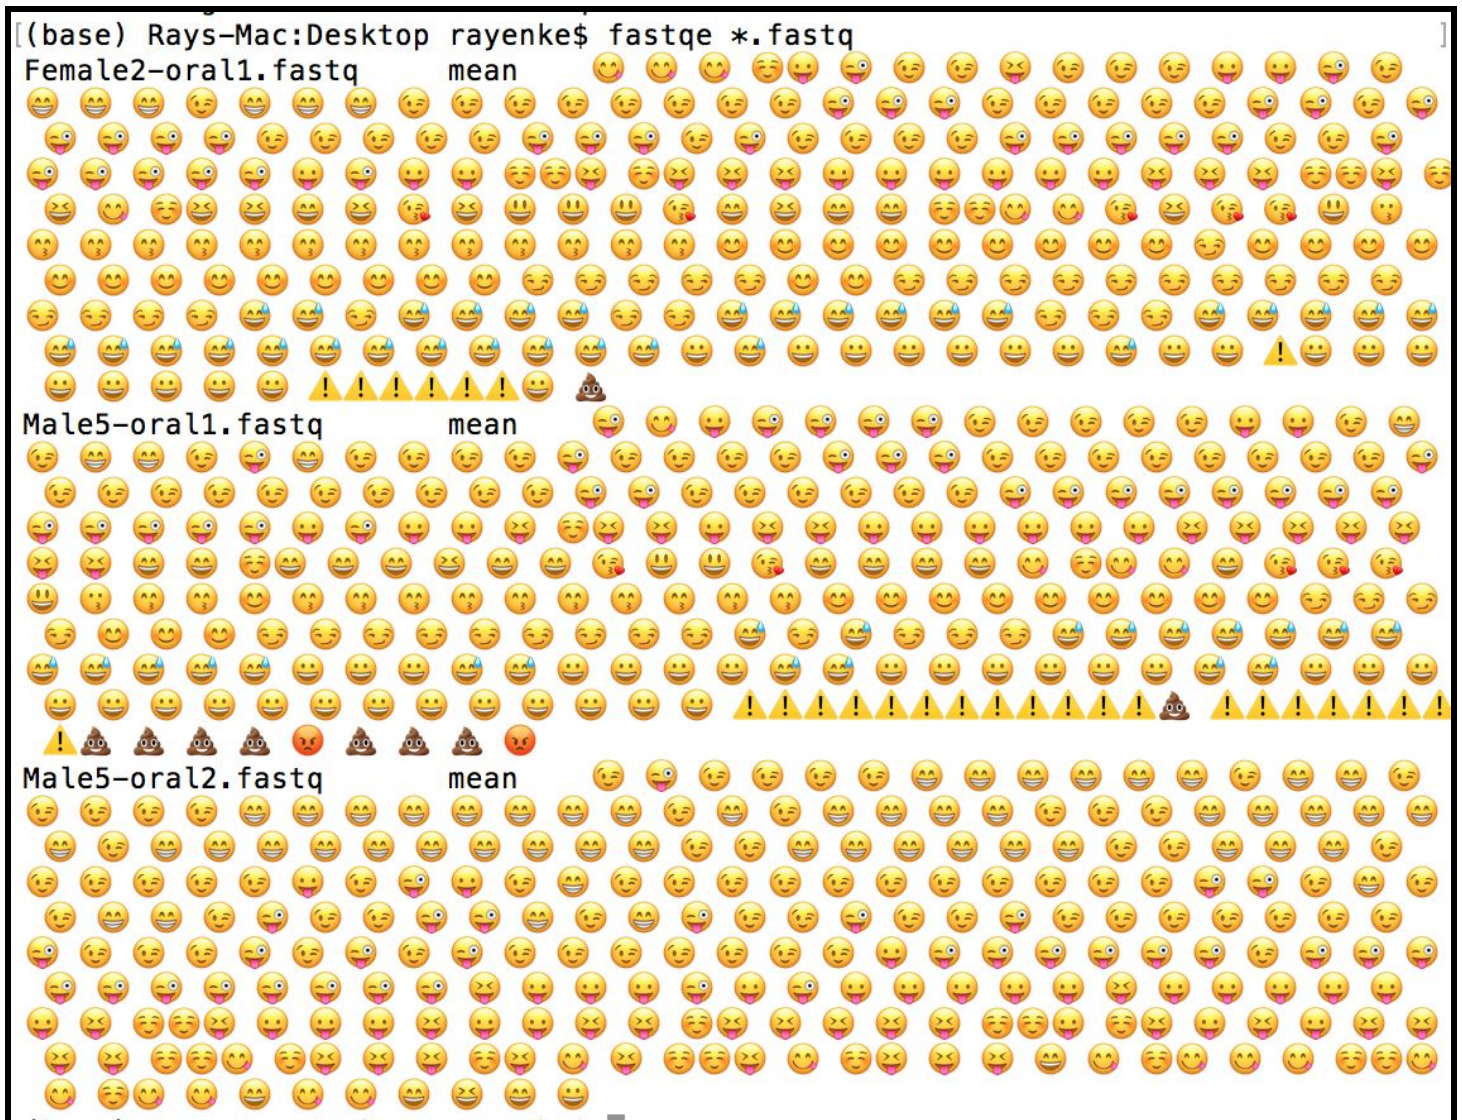 [(base) Rays-Mac:Desktop rayenke$ fastqe *.fastq ]
Female2-oral1.fastq mean
Male5-oral1.fastq mean
Male5-oral2.fastq mean